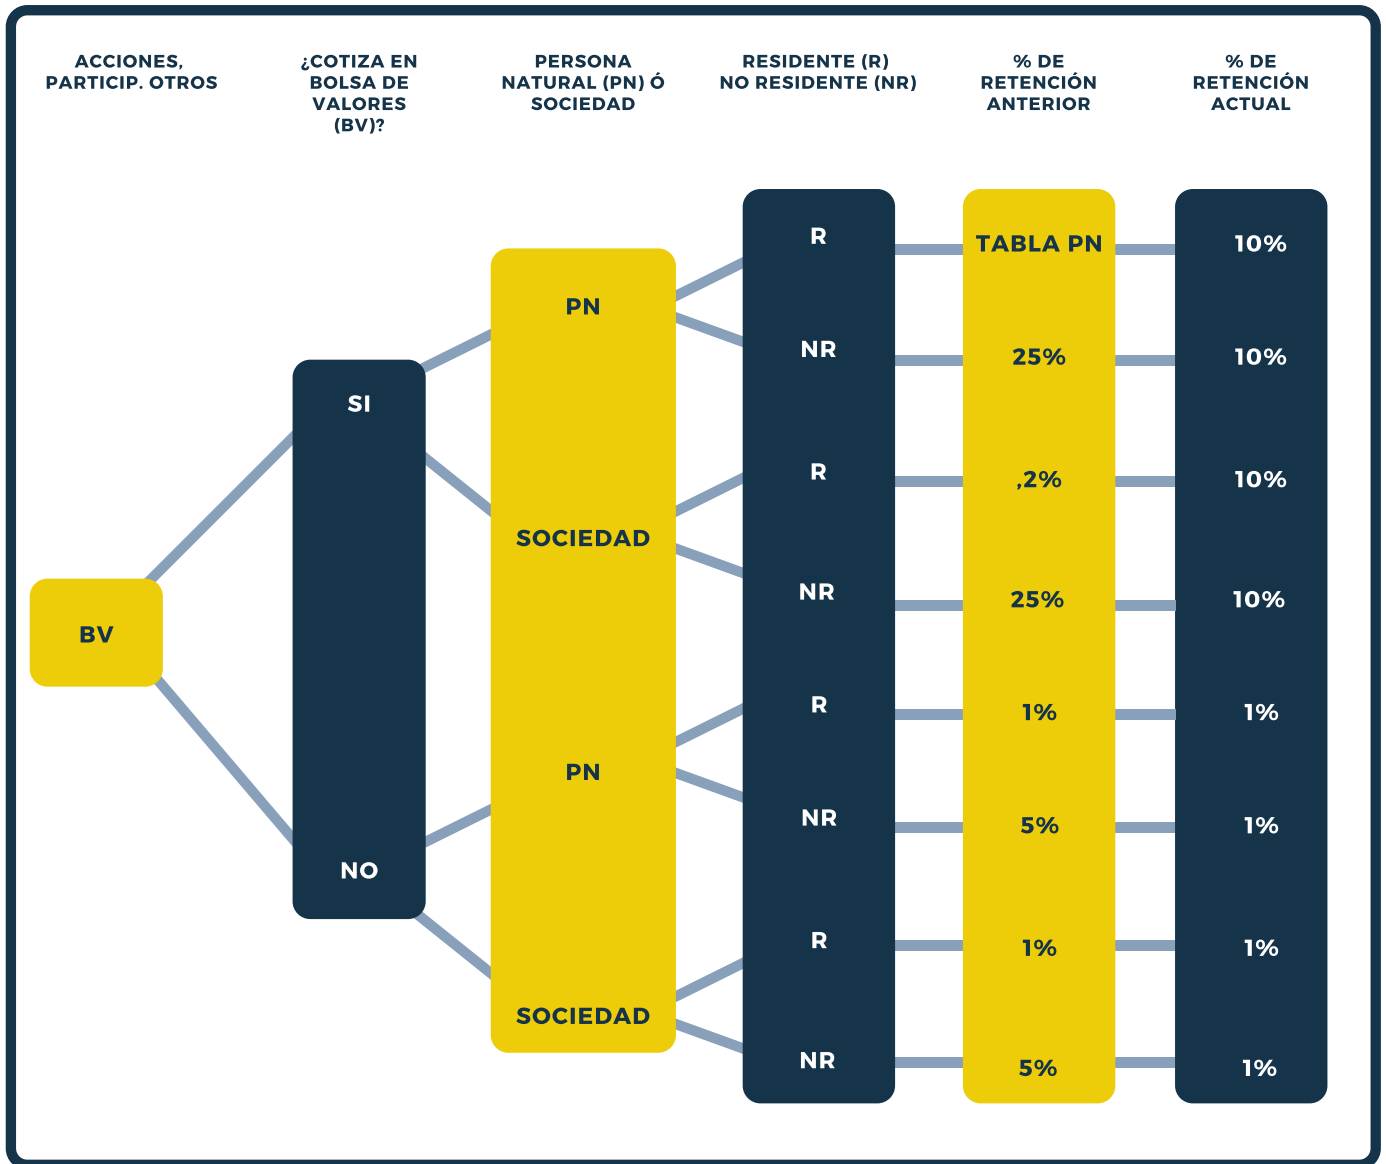 ACCIONES,
PARTICIP. OTROS
¿COTIZA EN
BOLSA DE
VALORES
(BV)?
PERSONA
NATURAL (PN) Ó
SOCIEDAD
RESIDENTE (R)
NO RESIDENTE (NR)
% DE
RETENCIÓN
ANTERIOR
% DE
RETENCIÓN
ACTUAL
BV
SI
NO
PN
SOCIEDAD
PN
SOCIEDAD
R
TABLA PN
10%
NR
25%
10%
R
,2%
10%
NR
25%
10%
R
1%
1%
NR
5%
1%
R
1%
1%
NR
5%
1%